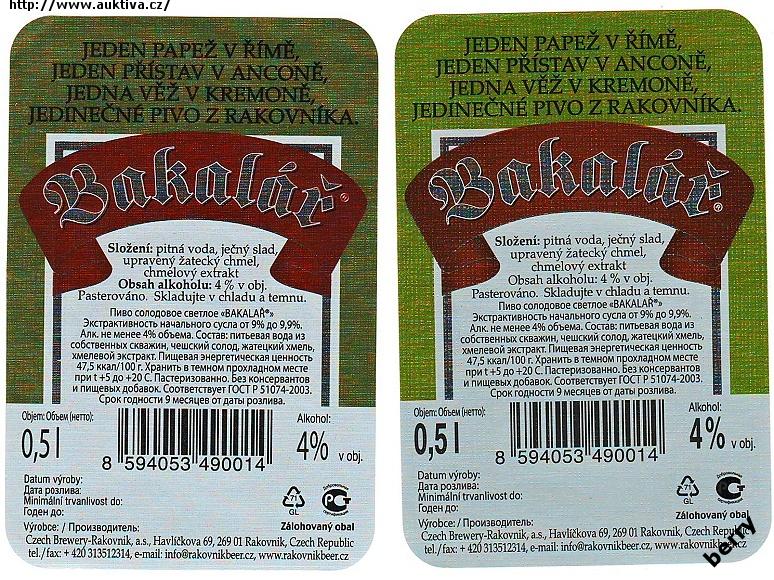 http://www.auktiva.cz/
JEDEN PAPEŽ V ŘÍMĚ,
JEDEN PŘÍSTAV V ANCONĚ,
JEDNA VĚŽ V KREMONĚ,
JEDINEČNÉ PIVO Z RAKOVNÍKA.
Bakalář®
Složení: pitná voda, ječný slad,
upravený žatecký chmel,
chmelový extrakt
Obsah alkoholu: 4 % v obj.
Pasterováno. Skladujte v chladu a temnu.
Пиво солодовое светлое «BAKALAŘ®»
Экстрактивность начального сусла от 9% до 9,9%.
Алк. не менее 4% объема. Состав: питьевая вода из
собственных скважин, чешский солод, жатецкий хмель,
хмелевой экстракт. Пищевая энергетическая ценность
47,5 ккал/100 г. Хранить в темном прохладном месте
при t +5 до +20 С. Пастеризованно. Без консервантов
и пищевых добавок. Соответствует ГОСТ Р 51074-2003.
Срок годности 9 месяцев от даты розлива.
Objem: Объем (нетто):
0,5 l
8 594053 490014
Alkohol:
4% v obj.
Datum výroby:
Дата розлива:
Minimální trvanlivost do:
Годен до:
71
GL
РСТ
Zálohovaný obal
Výrobce: / Производитель:
Czech Brewery-Rakovnik, a.s., Havlíčkova 69, 269 01 Rakovnik, Czech Republic
tel./fax: + 420 313512314, e-mail: info@rakovnikbeer.cz, www.rakovnikbeer.cz
JEDEN PAPEŽ V ŘÍMĚ,
JEDEN PŘÍSTAV V ANCONĚ,
JEDNA VĚŽ V KREMONĚ,
JEDINEČNÉ PIVO Z RAKOVNÍKA.
Bakalář®
Složení: pitná voda, ječný slad,
upravený žatecký chmel,
chmelový extrakt
Obsah alkoholu: 4 % v obj.
Pasterováno. Skladujte v chladu a temnu.
Пиво солодовое светлое «BAKALAŘ®»
Экстрактивность начального сусла от 9% до 9,9%.
Алк. не менее 4% объема. Состав: питьевая вода из
собственных скважин, чешский солод, жатецкий хмель,
хмелевой экстракт. Пищевая энергетическая ценность
47,5 ккал/100 г. Хранить в темном прохладном месте
при t +5 до +20 С. Пастеризованно. Без консервантов
и пищевых добавок. Соответствует ГОСТ Р 51074-2003.
Срок годности 9 месяцев от даты розлива.
Objem: Объем (нетто):
0,5 l
8 594053 490014
Alkohol:
4% v obj.
Datum výroby:
Дата розлива:
Minimální trvanlivost do:
Годен до:
71
GL
Zálohovaný obal
Výrobce: / Производитель:
Czech Brewery-Rakovnik, a.s., Havlíčkova 69, 269 01 Rakovnik, Czech Republic
tel./fax: + 420 313512314, e-mail: info@rakovnikbeer.cz, www.rakovnikbeer.cz
berry